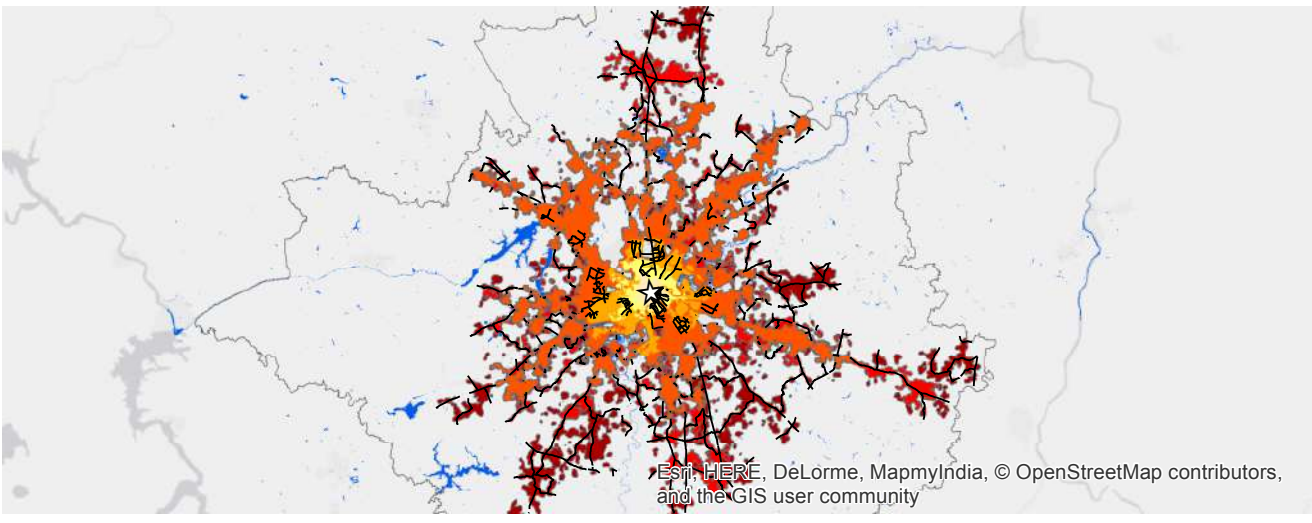 Esri, HERE, DeLorme, MapmyIndia, © OpenStreetMap contributors,
and the GIS user community